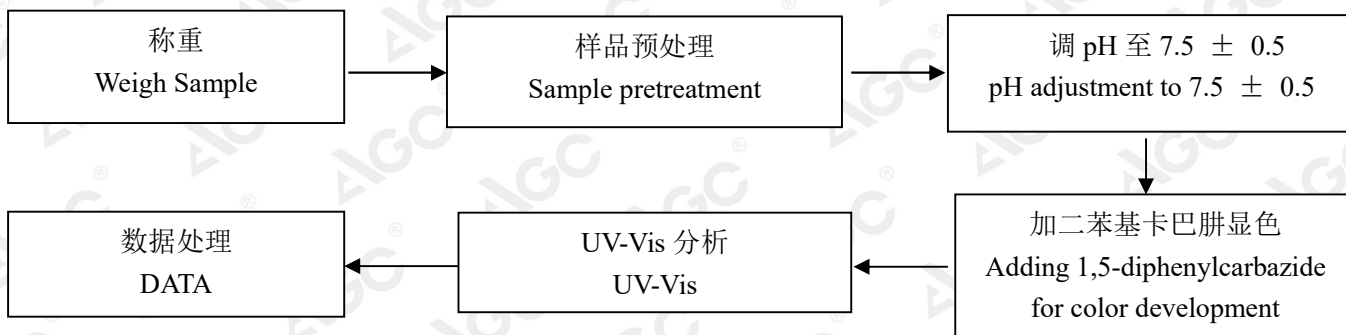 称重
Weigh Sample
样品预处理
Sample pretreatment
调 pH 至 7.5 ± 0.5
pH adjustment to 7.5 ± 0.5
加二苯基卡巴肼显色
Adding 1,5-diphenylcarbazide
for color development
UV-Vis 分析
UV-Vis
数据处理
DATA